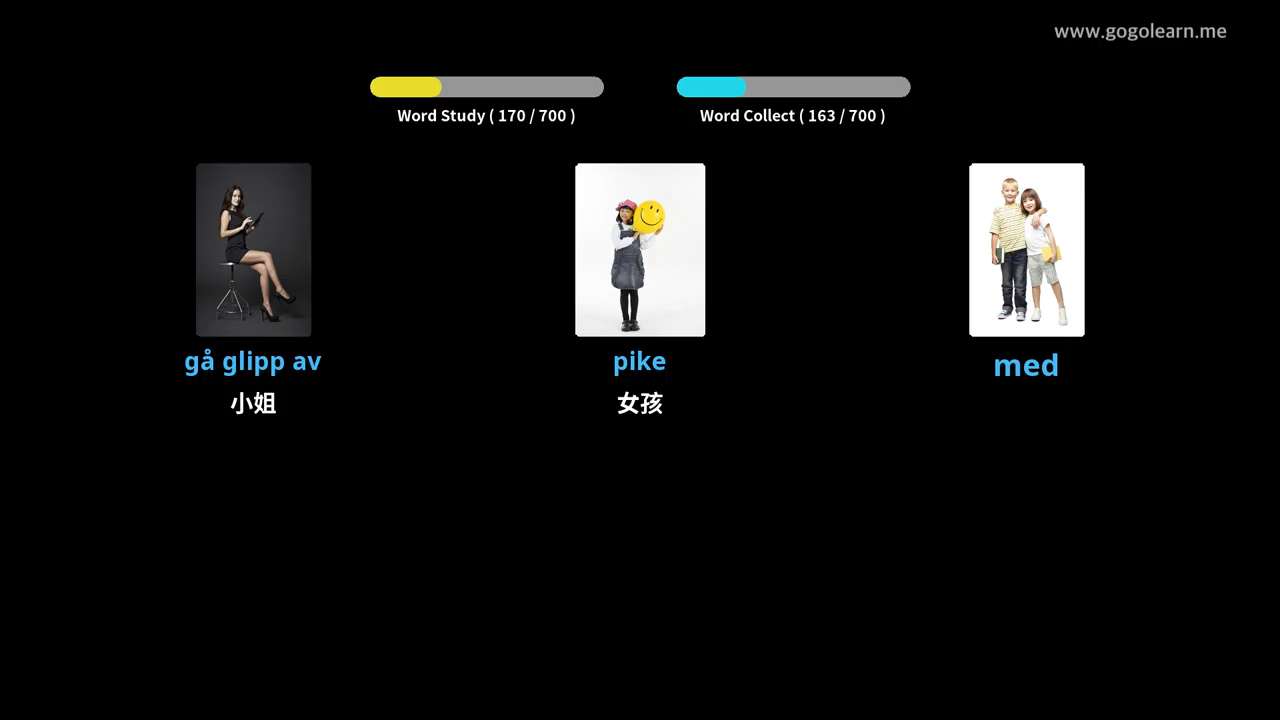 www.gogolearn.me
Word Study ( 170 / 700 )
Word Collect ( 163 / 700 )
gå glipp av
pike
med
小姐
女孩